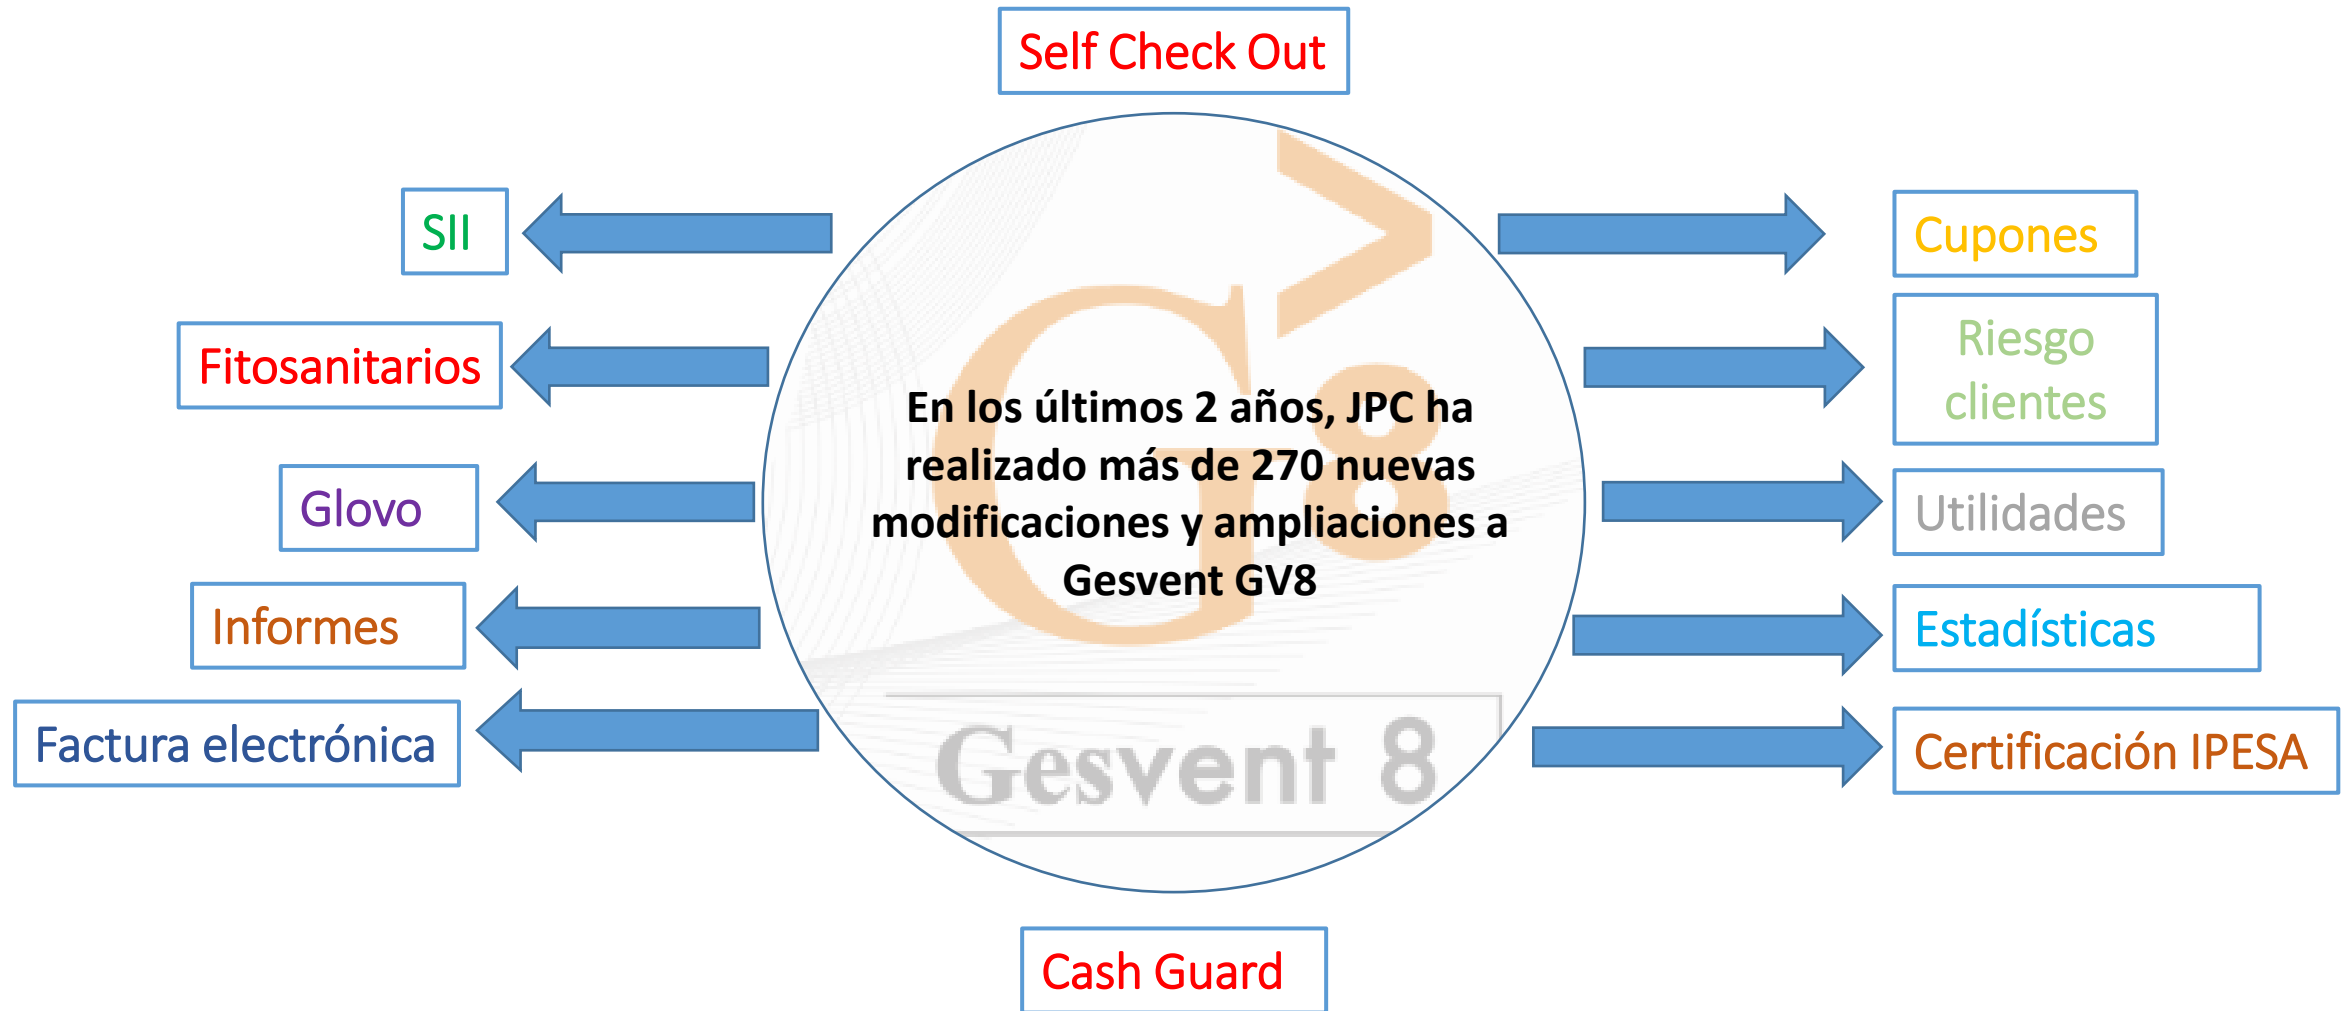 Self Check Out
SII
Fitosanitarios
Glovo
Informes
Factura electrónica
GV8
En los últimos 2 años, JPC ha
realizado más de 270 nuevas
modificaciones y ampliaciones a
Gesvent GV8
Gesvent 8
Cupones
Riesgo
clientes
Utilidades
Estadísticas
Certificación IPESA
Cash Guard